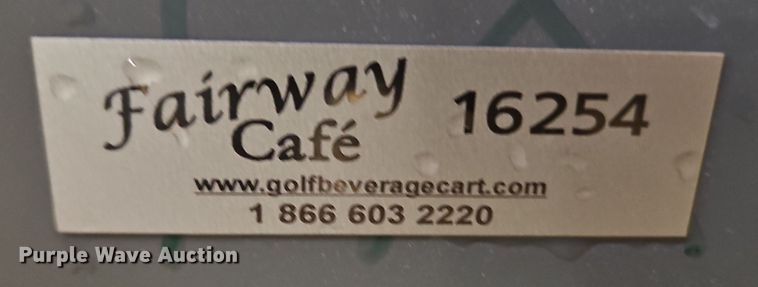 Fairway
Café
16254
www.golfbeveragecart.com
1 866 603 2220
Purple Wave Auction